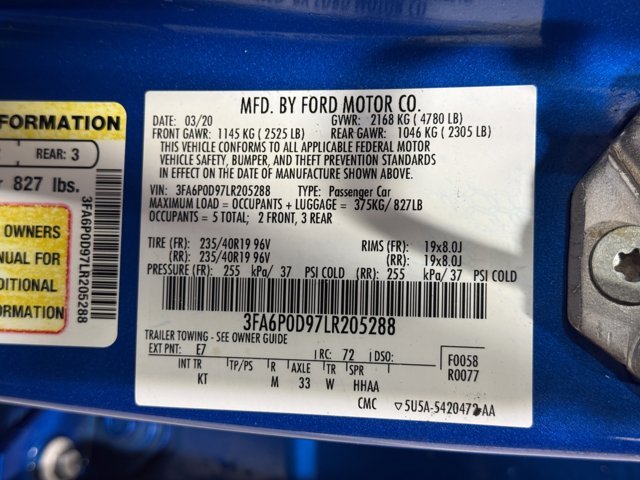 MFD. BY FORD MOTOR CO.
DATE: 03/20 GVWR: 2168 KG ( 4780 LB)
FRONT GAWR: 1145 KG ( 2525 LB) REAR GAWR: 1046 KG ( 2305 LB)
THIS VEHICLE CONFORMS TO ALL APPLICABLE FEDERAL MOTOR
VEHICLE SAFETY, BUMPER, AND THEFT PREVENTION STANDARDS
IN EFFECT ON THE DATE OF MANUFACTURE SHOWN ABOVE.
VIN: 3FA6P0D97LR205288 TYPE: Passenger Car
MAXIMUM LOAD = OCCUPANTS + LUGGAGE = 375KG/ 827LB
OCCUPANTS = 5 TOTAL; 2 FRONT, 3 REAR
TIRE (FR): 235/40R19 96V RIMS (FR): 19x8.0J
(RR): 235/40R19 96V (RR): 19x8.0J
PRESSURE (FR): 255 kPa/ 37 PSI COLD (RR): 255 kPa/ 37 PSI COLD
3FA6P0D97LR205288
TRAILER TOWING - SEE OWNER GUIDE
EXT PNT: E7 RC: 72 DSO: F0058
INT TR TP/PS R AXLE TR SPR R0077
KT M 33 W HHAA
CMC 5U5A-5420472-AA
FORMATION
REAR: 3
827 lbs.
OWNERS
ANUAL FOR
DITIONAL
FORMATION
3FA6P0D97LR205288